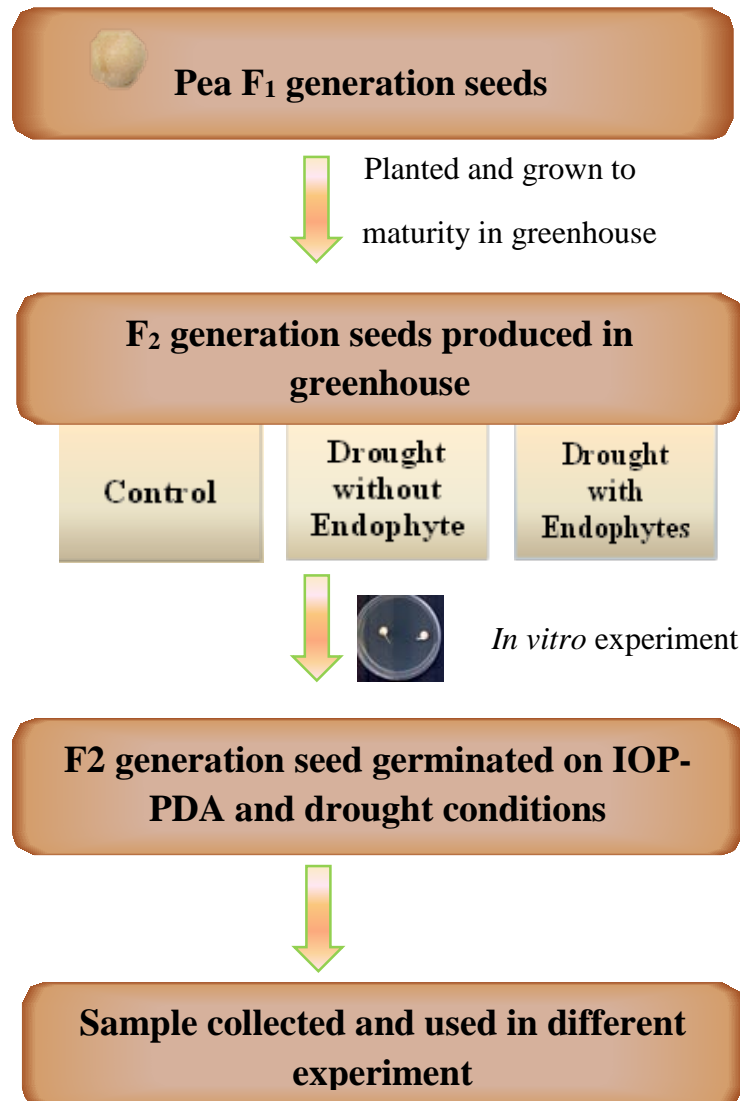 Pea F₁ generation seeds
Planted and grown to
maturity in greenhouse
F₂ generation seeds produced in
greenhouse
Control
Drought
without
Endophyte
Drought
with
Endophytes
In vitro experiment
F2 generation seed germinated on IOP-
PDA and drought conditions
Sample collected and used in different
experiment